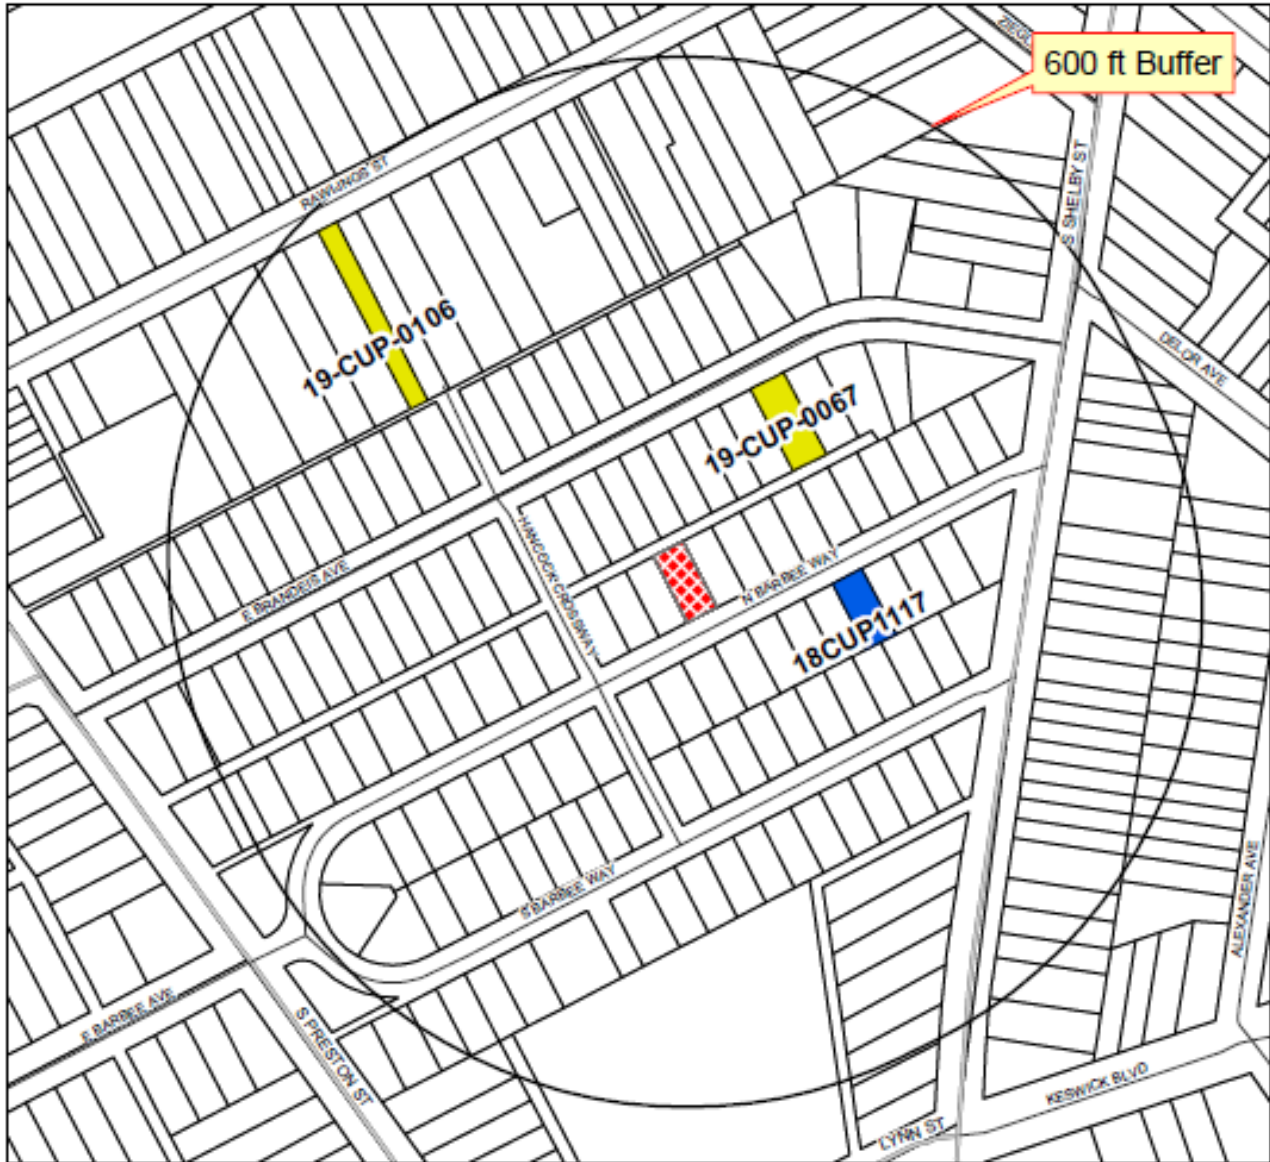 600 ft Buffer
RAWLINGS ST
S SHELBY ST
19-CUP-0106
DELOR AVE
19-CUP-0067
HANCOCK CROSSWAY
E BRANDEIS AVE
N BARBEE WAY
18CUP1117
S BARBEE WAY
ALEXANDER AVE
E BARBEE AVE
S PRESTON ST
KESWICK BLVD
LYNN ST